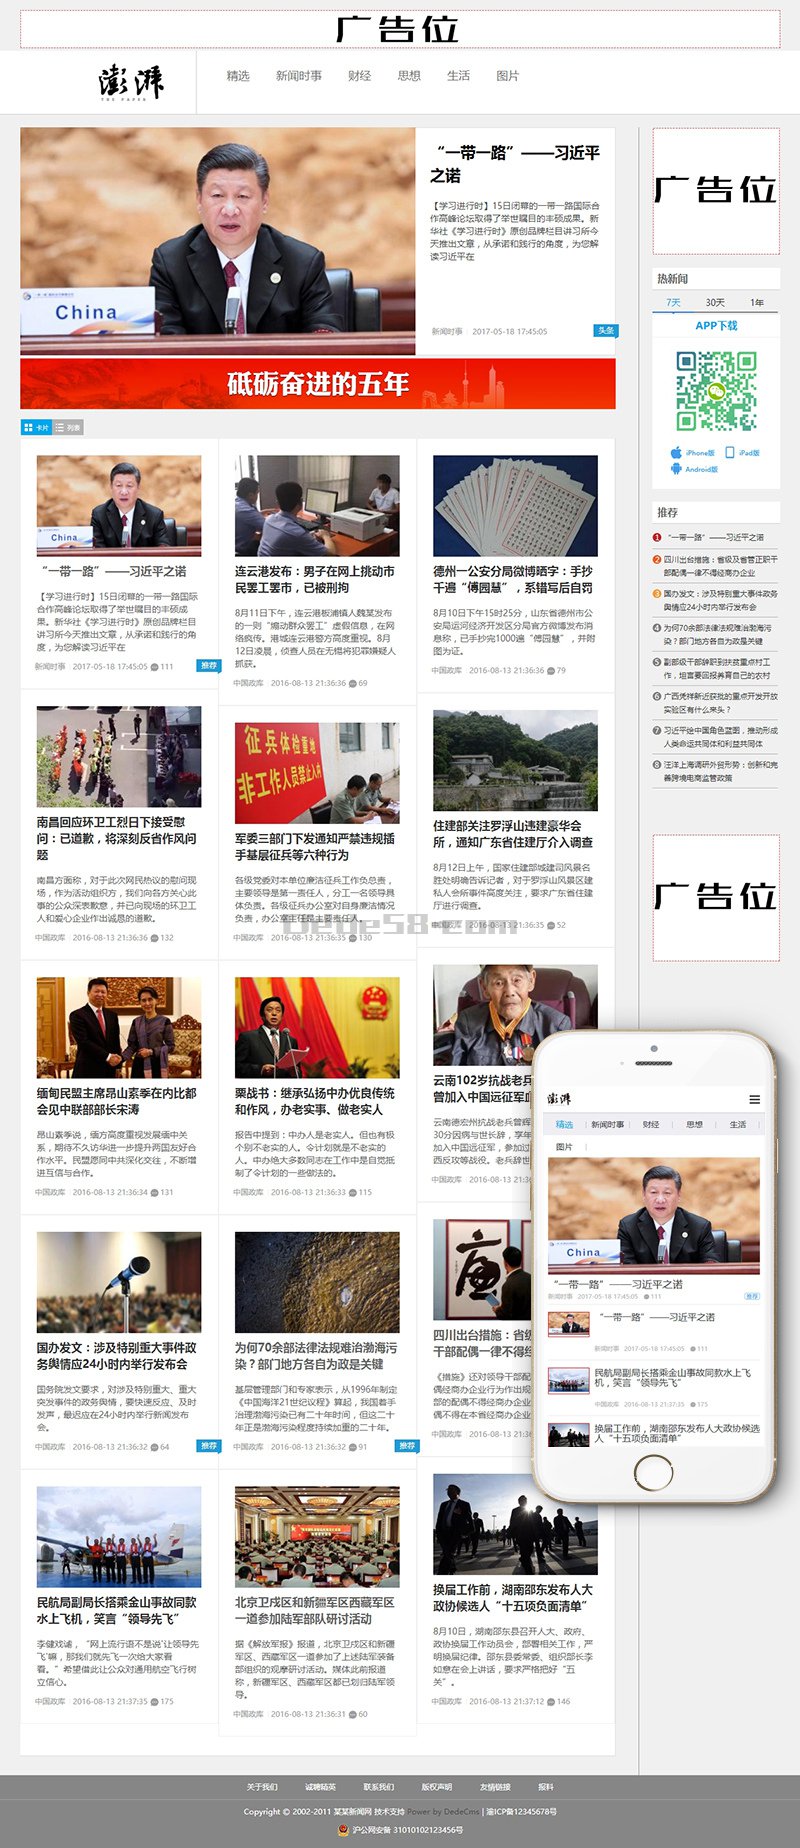 广告位
澎湃
THE PAPER
精选 新闻时事 财经 思想 生活 图片
China
“一带一路”——习近平
之诺
【学习进行时】15日闭幕的一带一路国际合
作高峰论坛取得了举世瞩目的丰硕成果。新
华社《学习进行时》原创品牌栏目讲习所今
天推出文章，从承诺和践行的角度，为您解
读习近平在
新闻时事 2017-05-18 17:45:05 头条
砥砺奋进的五年
卡片 列表
China
“一带一路”——习近平之诺
【学习进行时】15日闭幕的一带一路国际
合作高峰论坛取得了举世瞩目的丰硕成
果。新华社《学习进行时》原创品牌栏目
讲习所今天推出文章，从承诺和践行的角
度，为您解读习近平在
新闻时事 2017-05-18 17:45:05 111 推荐
南昌回应环卫工烈日下接受慰
问：已道歉，将深刻反省作风问
题
南昌方面称，对于此次网民热议的慰问现
场，作为活动组织方，我们向各方关心此
事的公众深表歉意，并已向现场的环卫工
人和爱心企业作出诚恳的道歉。
中国政库 2016-08-13 21:36:36 132
缅甸民盟主席昂山素季在内比都
会见中联部部长宋涛
昂山素季说，缅方高度重视发展缅中关
系，期待不久访华进一步提升两国友好合
作水平。民盟愿同中共深化交往，不断增
进互信与合作。
中国政库 2016-08-13 21:36:34 131
国办发文：涉及特别重大事件政
务舆情应24小时内举行发布会
国务院发文要求，对涉及特别重大、重大
突发事件的政务舆情，要快速反应、及时
发声，最迟应在24小时内举行新闻发布
会。
中国政库 2016-08-13 21:36:32 64 推荐
民航局副局长搭乘金山事故同款
水上飞机，笑言“领导先飞”
李健戏谑，“网上流行语不是说‘让领导先
飞’嘛，那我们就先飞一次给大家看
看。”希望借此让公众对通用航空飞行树
立信心。
中国政库 2016-08-13 21:37:35 175
连云港发布：男子在网上挑动市
民罢工罢市，已被刑拘
8月11日下午，连云港板浦镇人魏某发布
的一则“煽动群众罢工”虚假信息，在网
络疯传。港城连云港警方高度重视。8月
12日凌晨，侦查人员在无锡将犯罪嫌疑人
抓获。
中国政库 2016-08-13 21:36:36 69
征兵体检重地
非工作人员禁止入内
军委三部门下发通知严禁违规插
手基层征兵等六种行为
各级党委对本单位廉洁征兵工作负总责，
主要领导是第一责任人，分工一名领导具
体负责。各级征兵办公室对自身廉洁情况
负责，办公室主任是主要责任人。
中国政库 2016-08-13 21:36:35 130
Dede58.com
栗战书：继承弘扬中办优良传统
和作风，办老实事、做老实人
报告中提到：中办人是老实人。但也有极
个别不老实的人。令计划就是不老实的
人。中办绝大多数同志在工作中是自觉抵
制了令计划的一些做法的。
中国政库 2016-08-13 21:36:33 115
为何70余部法律法规难治渤海污
染？部门地方各自为政是关键
基层管理部门和专家表示，从1996年制定
《中国海洋21世纪议程》算起，我国着手
治理渤海污染已有二十年时间，但这二十
年正是渤海污染程度持续加重的二十年。
中国政库 2016-08-13 21:36:32 91 推荐
北京卫戍区和新疆军区西藏军区
一道参加陆军部队研讨活动
据《解放军报》报道，北京卫戍区和新疆
军区、西藏军区一道参加了上述陆军装备
部组织的观摩研讨活动。媒体此前报道
称，新疆军区、西藏军区都已划归陆军领
导。
中国政库 2016-08-13 21:36:31 60
德州一公安分局微博晒字：手抄
千遍“傅园慧”，系错写后自罚
8月10日下午15时25分，山东省德州市公
安局运河经济开发区分局官方微博发布消
息称，已手抄完1000遍“傅园慧”，并附
图为证。
中国政库 2016-08-13 21:36:36 79
住建部关注罗浮山违建豪华会
所，通知广东省住建厅介入调查
8月12日上午，国家住建部城建司风景名
胜处明确告诉记者，对于罗浮山风景区建
私人会所事件高度关注，要求广东省住建
厅进行调查。
中国政库 2016-08-13 21:36:35 52
云南102岁抗战老兵
曾加入中国远征军血
云南德宏州抗战老兵曾辉
30分因病与世长辞，享年
加入中国远征军，参加过
西反攻等战役。老兵辞世
中国政库 2016-08-13 21:36
廉
四川出台措施：省级
干部配偶一律不得经
《措施》还对领导干部配
偶经商办企业行为作出规
部的配偶不得经商办企业
偶不得在本省经商办企业
中国政库 2016-08-13 21:36
换届工作前，湖南邵东发布人大
政协候选人“十五项负面清单”
8月10日，湖南邵东县召开人大、政府、
政协换届工作动员会，部署相关工作，严
明换届纪律。邵东县委常委、组织部长李
如意在会上讲话，要求严格把好“五
关”。
中国政库 2016-08-13 21:37:12 146
广告位
热新闻
7天 30天 1年
APP下载
iPhone版 iPad版
Android版
推荐
1 “一带一路”——习近平之诺
2 四川出台措施：省级及省管正职干
部配偶一律不得经商办企业
3 国办发文：涉及特别重大事件政务
舆情应24小时内举行发布会
4 为何70余部法律法规难治渤海污
染？部门地方各自为政是关键
5 副部级干部辞职到扶贫重点村工
作，坦言要回报养育自己的农村
6 广西凭祥新近获批的重点开发开放
实验区有什么来头？
7 习近平绘中国角色蓝图，推动形成
人类命运共同体和利益共同体
8 汪洋上海调研外贸形势：创新和完
善跨境电商监管政策
广告位
澎湃
精选 新闻时事 财经 思想 生活
图片
China
“一带一路”——习近平之诺
新闻时事 2017-05-18 17:45:05 111 推荐
“一带一路”——习近平之诺
新闻时事 2017-05-18 17:45:05 111
民航局副局长搭乘金山事故同款水上飞
机，笑言“领导先飞”
中国政库 2016-08-13 21:37:35 175
换届工作前，湖南邵东发布人大政协候选
人“十五项负面清单”
关于我们 诚聘精英 联系我们 版权声明 友情链接 报料
Copyright © 2002-2011 某某新闻网 技术支持 Power by DedeCms | 渝ICP备12345678号
沪公网安备 31010102123456号